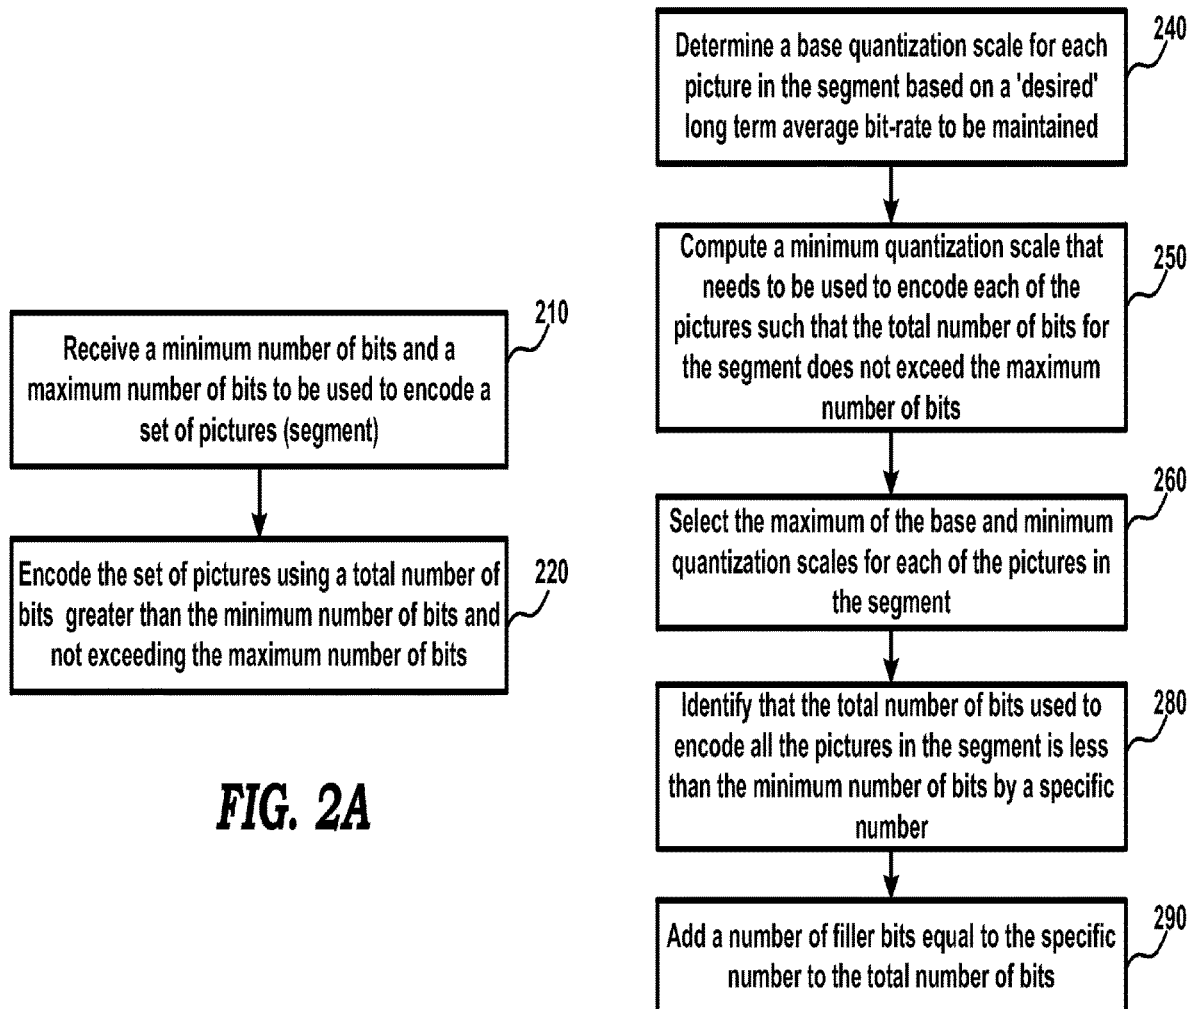 210
Receive a minimum number of bits and a
maximum number of bits to be used to encode a
set of pictures (segment)
220
Encode the set of pictures using a total number of
bits greater than the minimum number of bits and
not exceeding the maximum number of bits
FIG. 2A
240
Determine a base quantization scale for each
picture in the segment based on a 'desired'
long term average bit-rate to be maintained
250
Compute a minimum quantization scale that
needs to be used to encode each of the
pictures such that the total number of bits for
the segment does not exceed the maximum
number of bits
260
Select the maximum of the base and minimum
quantization scales for each of the pictures in
the segment
280
Identify that the total number of bits used to
encode all the pictures in the segment is less
than the minimum number of bits by a specific
number
290
Add a number of filler bits equal to the specific
number to the total number of bits